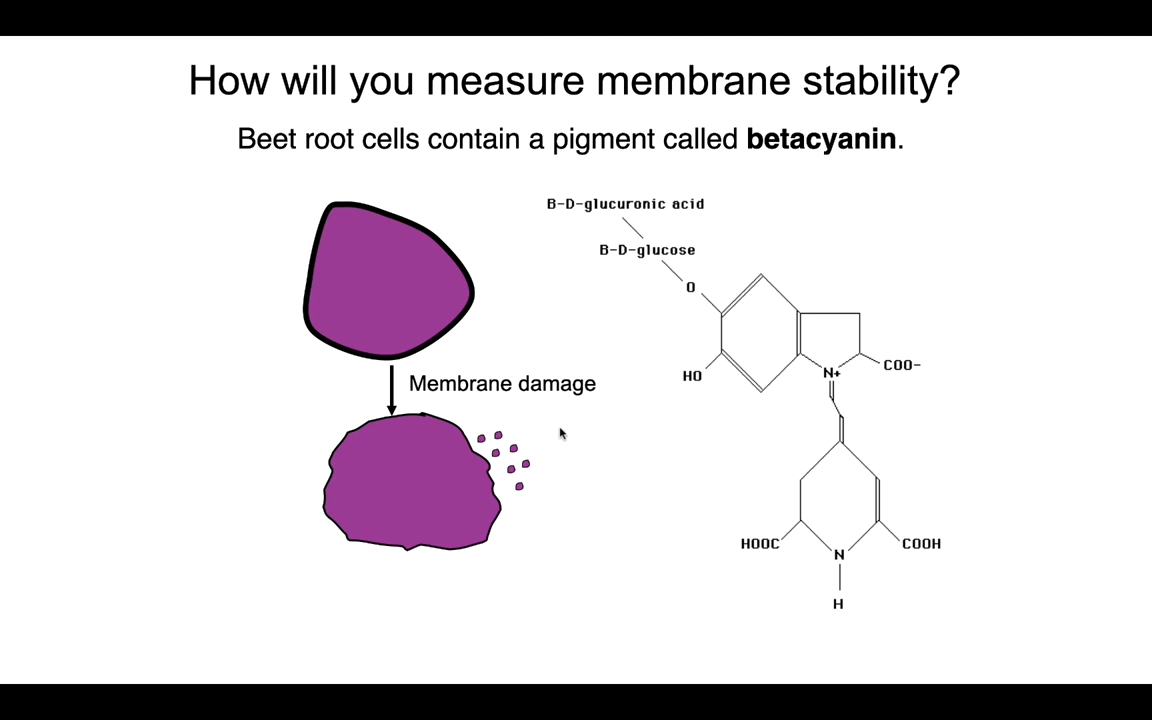 How will you measure membrane stability?
Beet root cells contain a pigment called betacyanin.
B-D-glucuronic acid
B-D-glucose
O
HO
N+
COO-
Membrane damage
HOOC
N
COOH
H